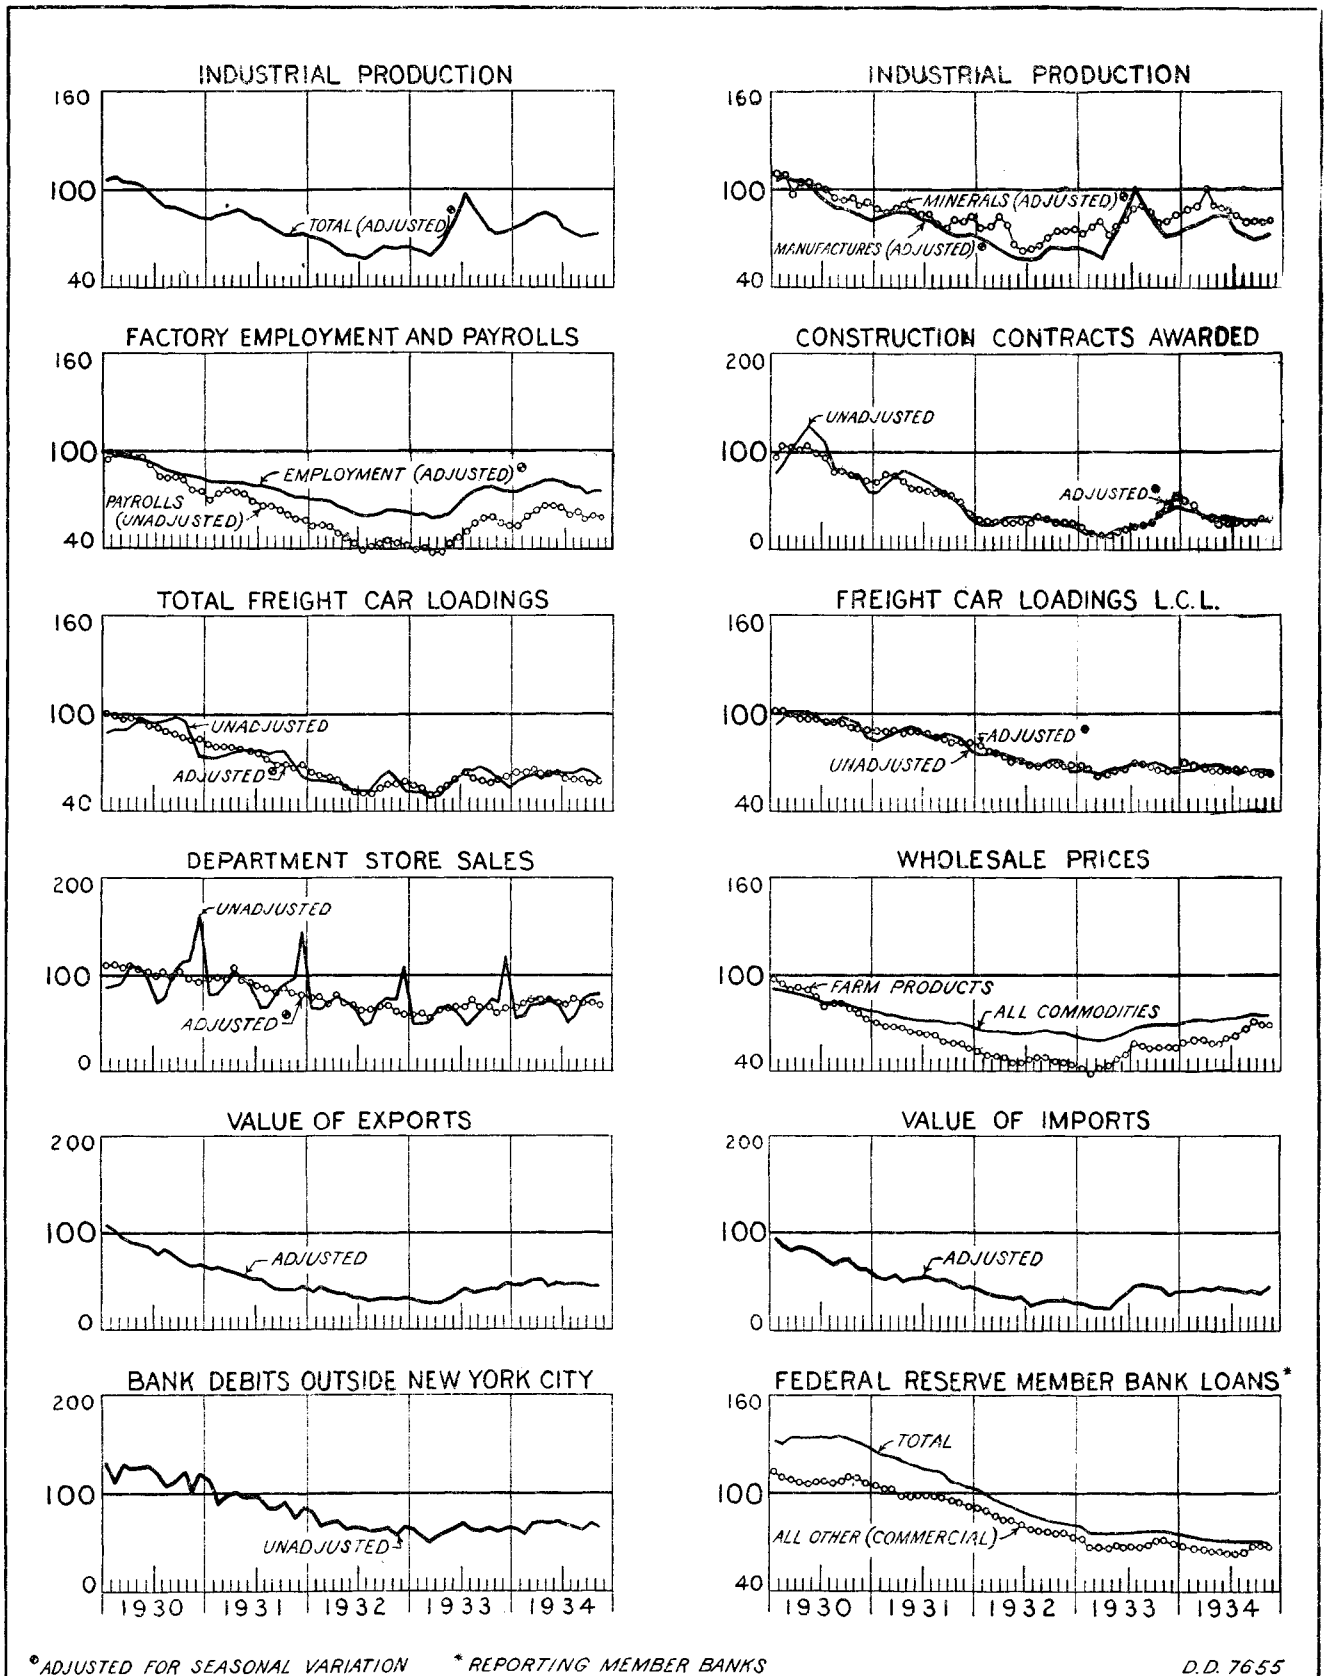 INDUSTRIAL PRODUCTION
160
100
40
TOTAL (ADJUSTED)
INDUSTRIAL PRODUCTION
160
100
40
MINERALS (ADJUSTED)
MANUFACTURES (ADJUSTED)
FACTORY EMPLOYMENT AND PAYROLLS
160
100
40
EMPLOYMENT (ADJUSTED)
PAYROLLS
(UNADJUSTED)
CONSTRUCTION CONTRACTS AWARDED
200
100
0
UNADJUSTED
ADJUSTED
TOTAL FREIGHT CAR LOADINGS
160
100
40
UNADJUSTED
ADJUSTED
FREIGHT CAR LOADINGS L.C.L.
160
100
40
ADJUSTED
UNADJUSTED
DEPARTMENT STORE SALES
200
100
0
UNADJUSTED
ADJUSTED
WHOLESALE PRICES
160
100
40
FARM PRODUCTS
ALL COMMODITIES
VALUE OF EXPORTS
200
100
0
ADJUSTED
VALUE OF IMPORTS
200
100
0
ADJUSTED
BANK DEBITS OUTSIDE NEW YORK CITY
200
100
0
UNADJUSTED
1930 1931 1932 1933 1934
FEDERAL RESERVE MEMBER BANK LOANS*
160
100
40
TOTAL
ALL OTHER (COMMERCIAL)
1930 1931 1932 1933 1934
ADJUSTED FOR SEASONAL VARIATION * REPORTING MEMBER BANKS D.D. 7655